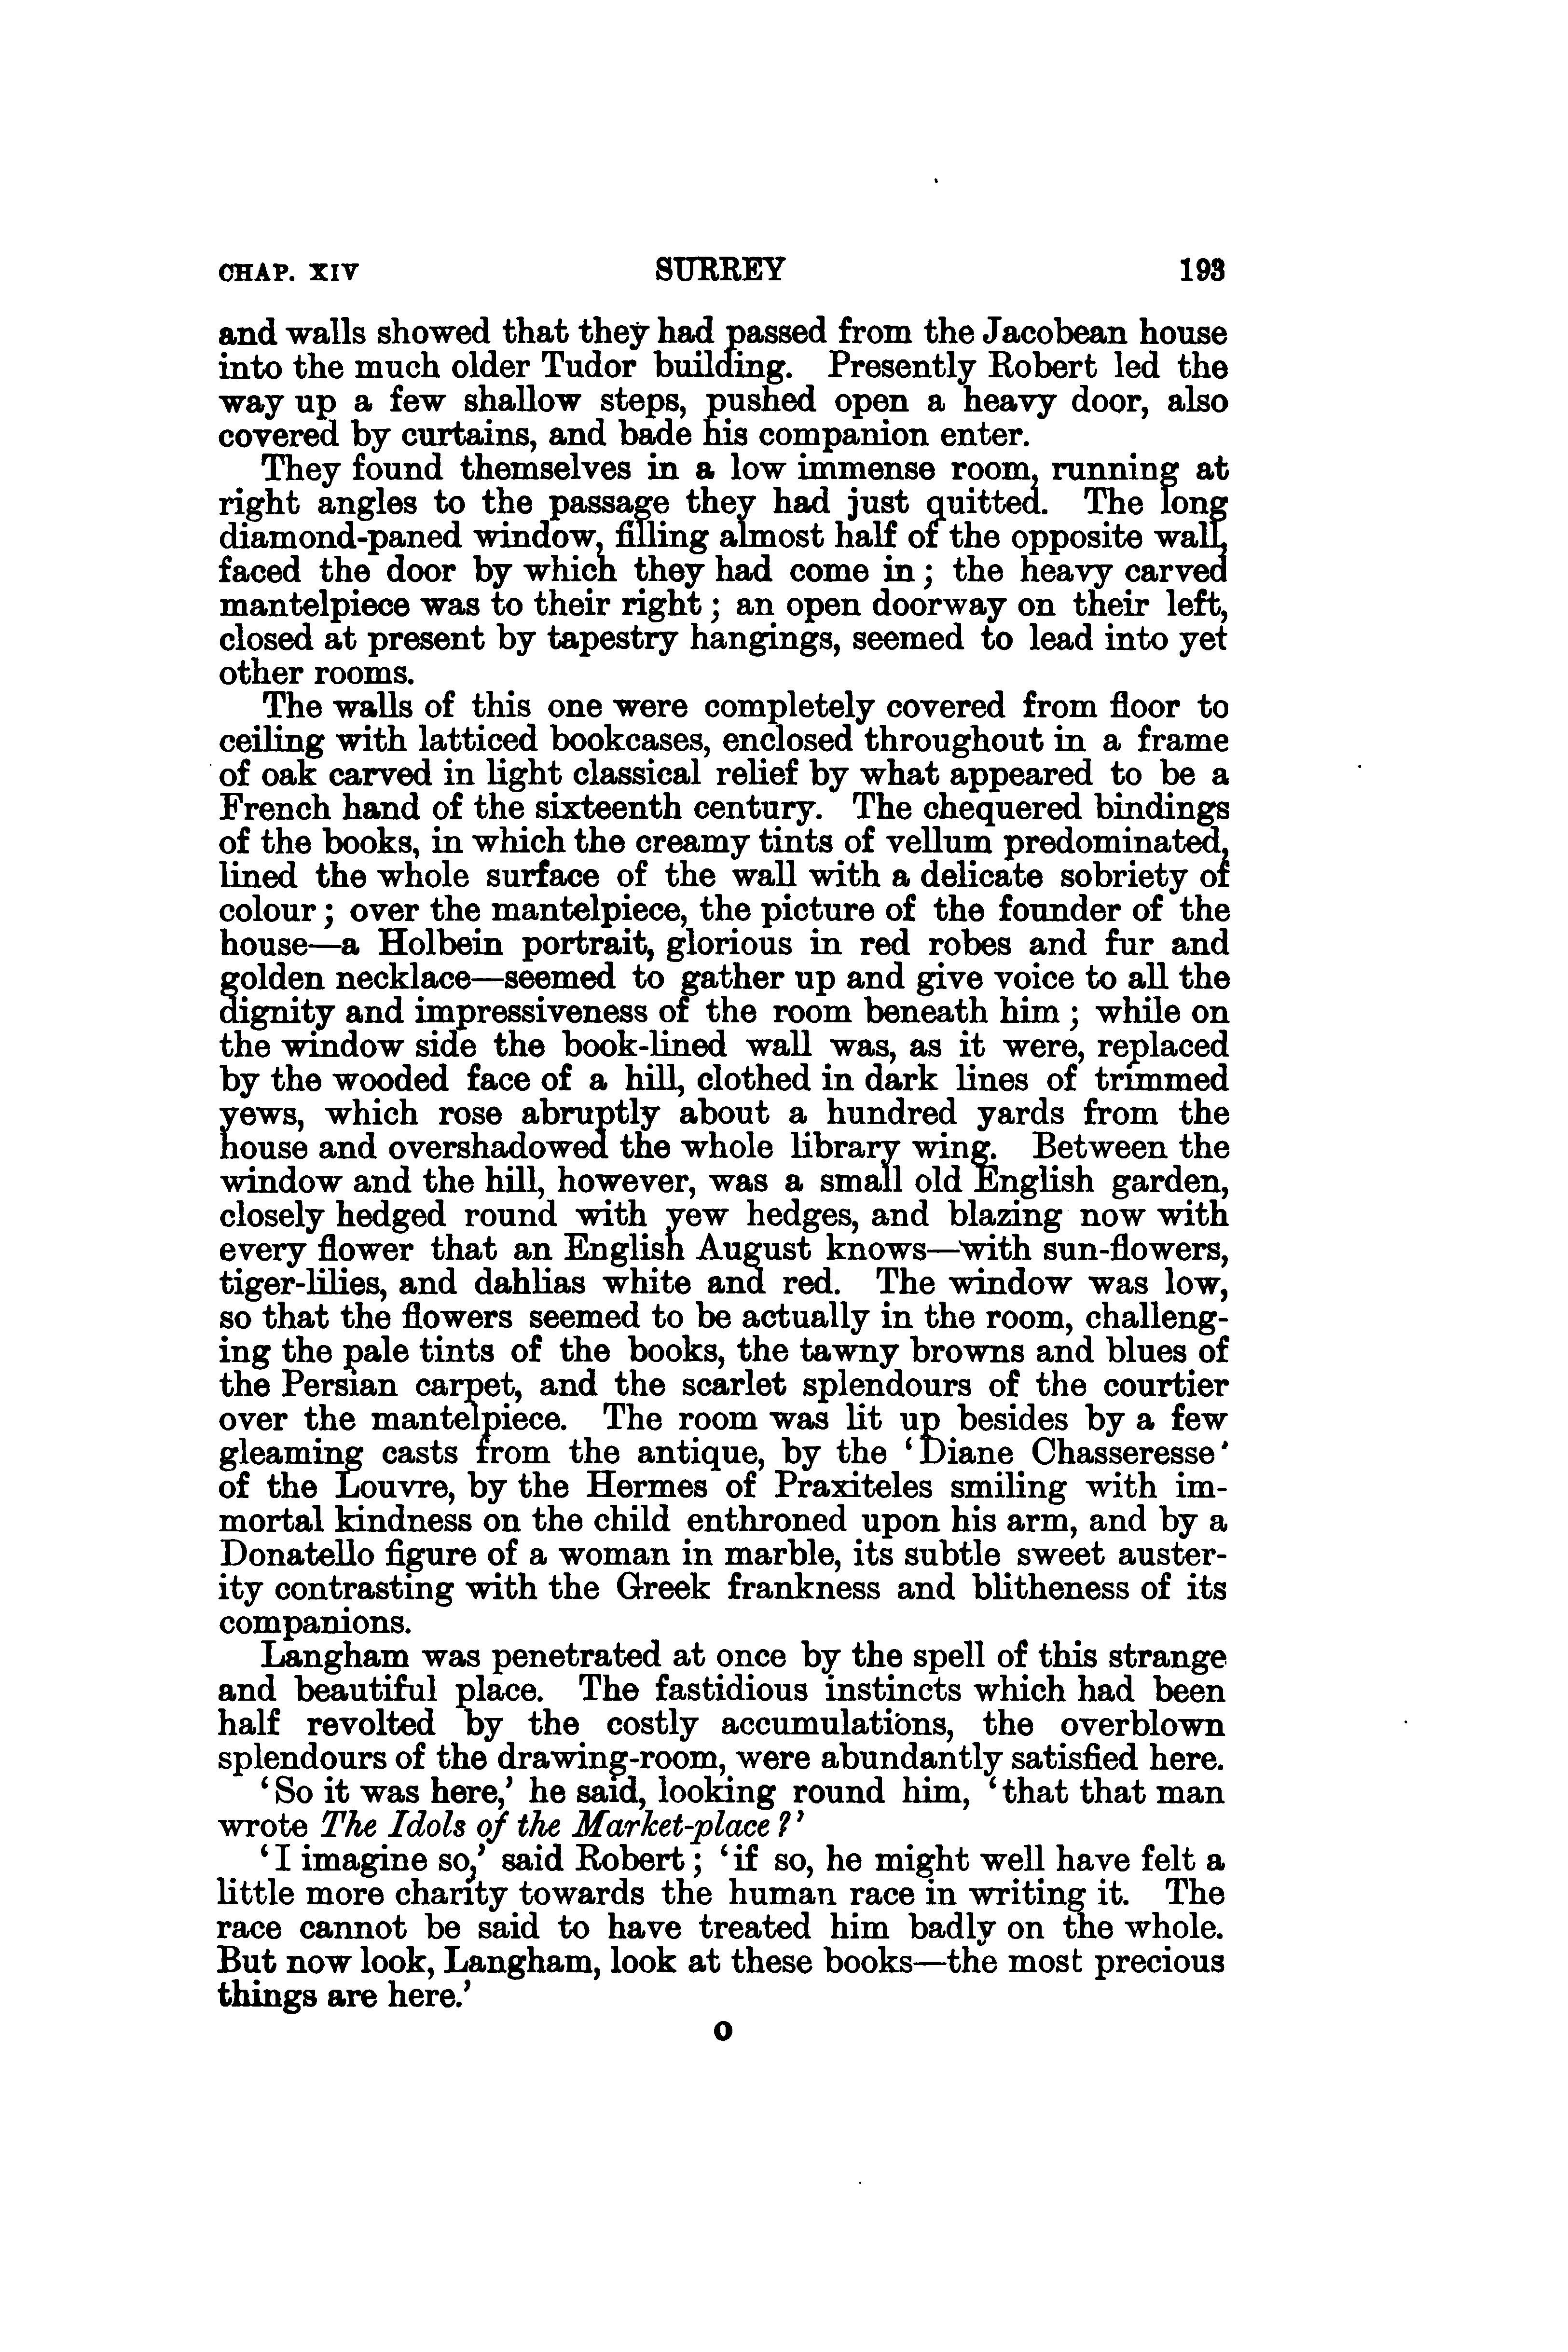 CHAP. XIV SURREY 193
and walls showed that they had passed from the Jacobean house
into the much older Tudor building. Presently Robert led the
way up a few shallow steps, pushed open a heavy door, also
covered by curtains, and bade his companion enter.
They found themselves in a low immense room, running at
right angles to the passage they had just quitted. The long
diamond-paned window, filling almost half of the opposite wall,
faced the door by which they had come in; the heavy carved
mantelpiece was to their right; an open doorway on their left,
closed at present by tapestry hangings, seemed to lead into yet
other rooms.
The walls of this one were completely covered from floor to
ceiling with latticed bookcases, enclosed throughout in a frame
of oak carved in light classical relief by what appeared to be a
French hand of the sixteenth century. The chequered bindings
of the books, in which the creamy tints of vellum predominated,
lined the whole surface of the wall with a delicate sobriety of
colour; over the mantelpiece, the picture of the founder of the
house—a Holbein portrait, glorious in red robes and fur and
golden necklace—seemed to gather up and give voice to all the
dignity and impressiveness of the room beneath him; while on
the window side the book-lined wall was, as it were, replaced
by the wooded face of a hill, clothed in dark lines of trimmed
yews, which rose abruptly about a hundred yards from the
house and overshadowed the whole library wing. Between the
window and the hill, however, was a small old English garden,
closely hedged round with yew hedges, and blazing now with
every flower that an English August knows—with sun-flowers,
tiger-lilies, and dahlias white and red. The window was low,
so that the flowers seemed to be actually in the room, challeng-
ing the pale tints of the books, the tawny browns and blues of
the Persian carpet, and the scarlet splendours of the courtier
over the mantelpiece. The room was lit up besides by a few
gleaming casts from the antique, by the ‘Diane Chasseresse’
of the Louvre, by the Hermes of Praxiteles smiling with im-
mortal kindness on the child enthroned upon his arm, and by a
Donatello figure of a woman in marble, its subtle sweet auster-
ity contrasting with the Greek frankness and blitheness of its
companions.
Langham was penetrated at once by the spell of this strange
and beautiful place. The fastidious instincts which had been
half revolted by the costly accumulations, the overblown
splendours of the drawing-room, were abundantly satisfied here.
‘So it was here,’ he said, looking round him, ‘that that man
wrote The Idols of the Market-place?’
‘I imagine so,’ said Robert; ‘if so, he might well have felt a
little more charity towards the human race in writing it. The
race cannot be said to have treated him badly on the whole.
But now look, Langham, look at these books—the most precious
things are here.’
O